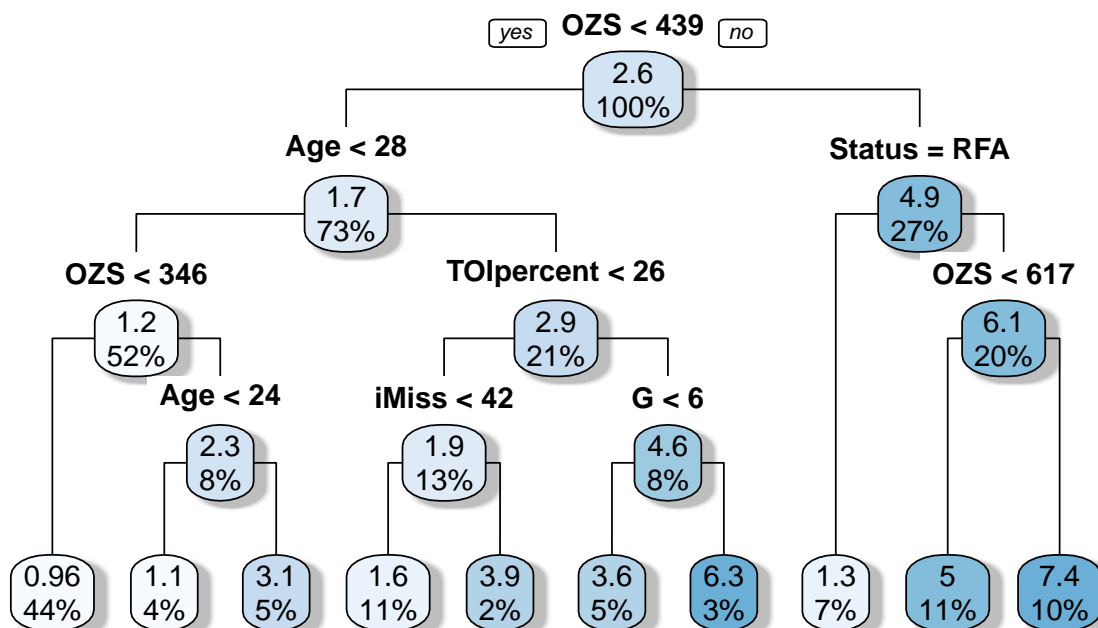 yes OZS < 439 no
2.6
100%
Age < 28 Status = RFA
1.7 4.9
73% 27%
OZS < 346 TOIpercent < 26 OZS < 617
1.2 2.9 6.1
52% 21% 20%
Age < 24 iMiss < 42 G < 6
2.3 1.9 4.6
8% 13% 8%
0.96 1.1 3.1 1.6 3.9 3.6 6.3 1.3 5 7.4
44% 4% 5% 11% 2% 5% 3% 7% 11% 10%